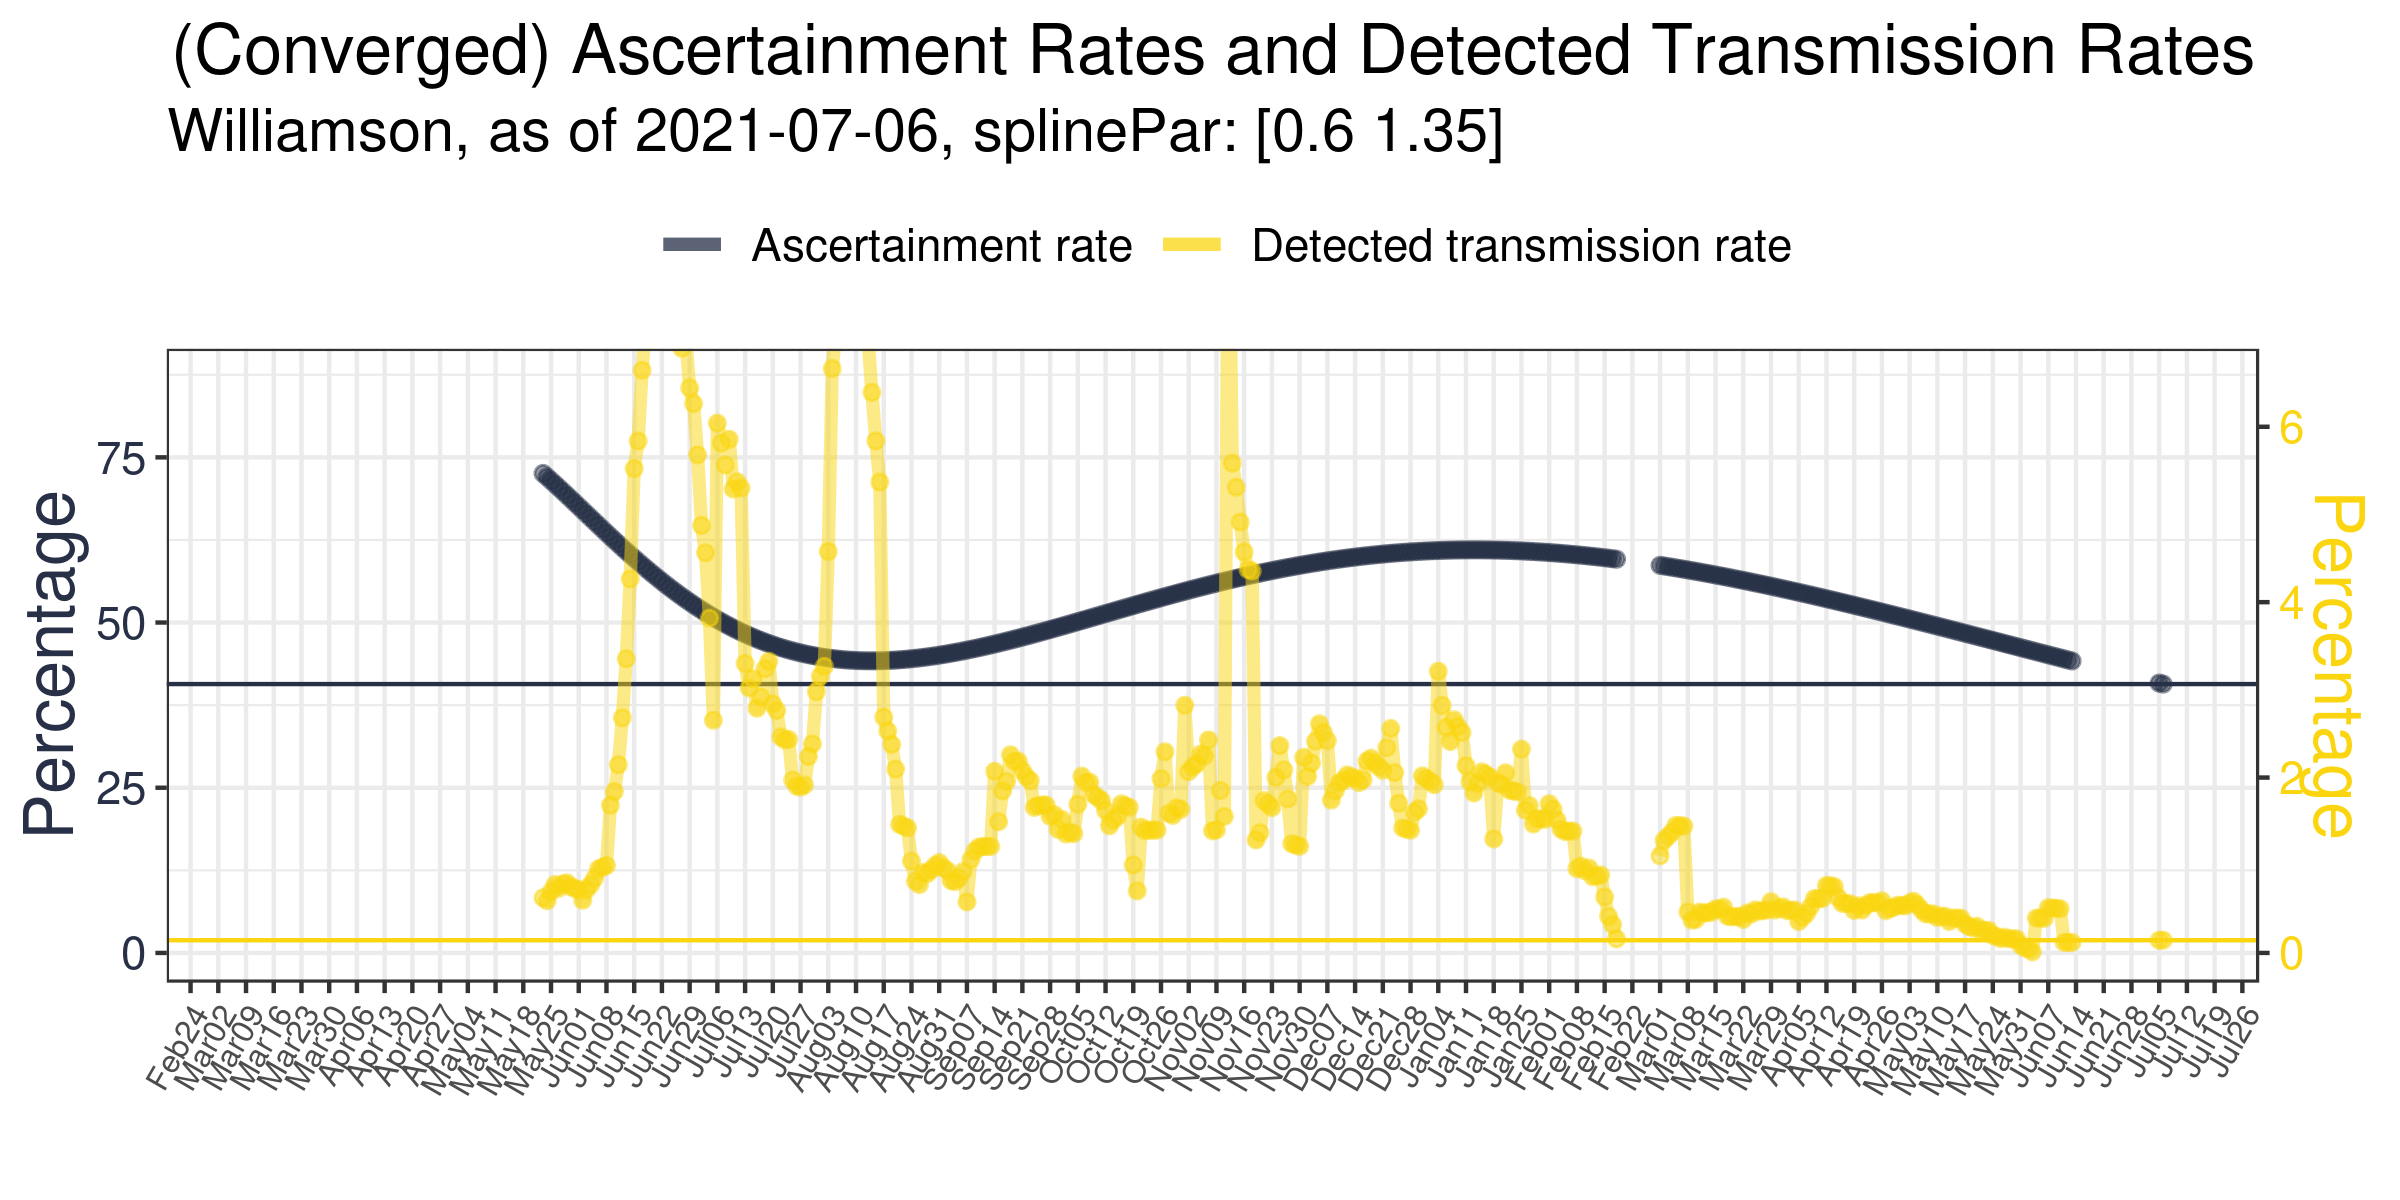 (Converged) Ascertainment Rates and Detected Transmission Rates
Williamson, as of 2021-07-06, splinePar: [0.6 1.35]
Ascertainment rate
Detected transmission rate
Percentage
75
50
25
0
6
4
2
0
Percentage
Feb24
Mar02
Mar09
Mar16
Mar23
Mar30
Apr06
Apr13
Apr20
Apr27
May04
May11
May18
May25
Jun01
Jun08
Jun15
Jun22
Jun29
Jul06
Jul13
Jul20
Jul27
Aug03
Aug10
Aug17
Aug24
Aug31
Sep07
Sep14
Sep21
Sep28
Oct05
Oct12
Oct19
Oct26
Nov02
Nov09
Nov16
Nov23
Nov30
Dec07
Dec14
Dec21
Dec28
Jan04
Jan11
Jan18
Jan25
Feb01
Feb08
Feb15
Feb22
Mar01
Mar08
Mar15
Mar22
Mar29
Apr05
Apr12
Apr19
Apr26
May03
May10
May17
May24
May31
Jun07
Jun14
Jun21
Jun28
Jul05
Jul12
Jul19
Jul26